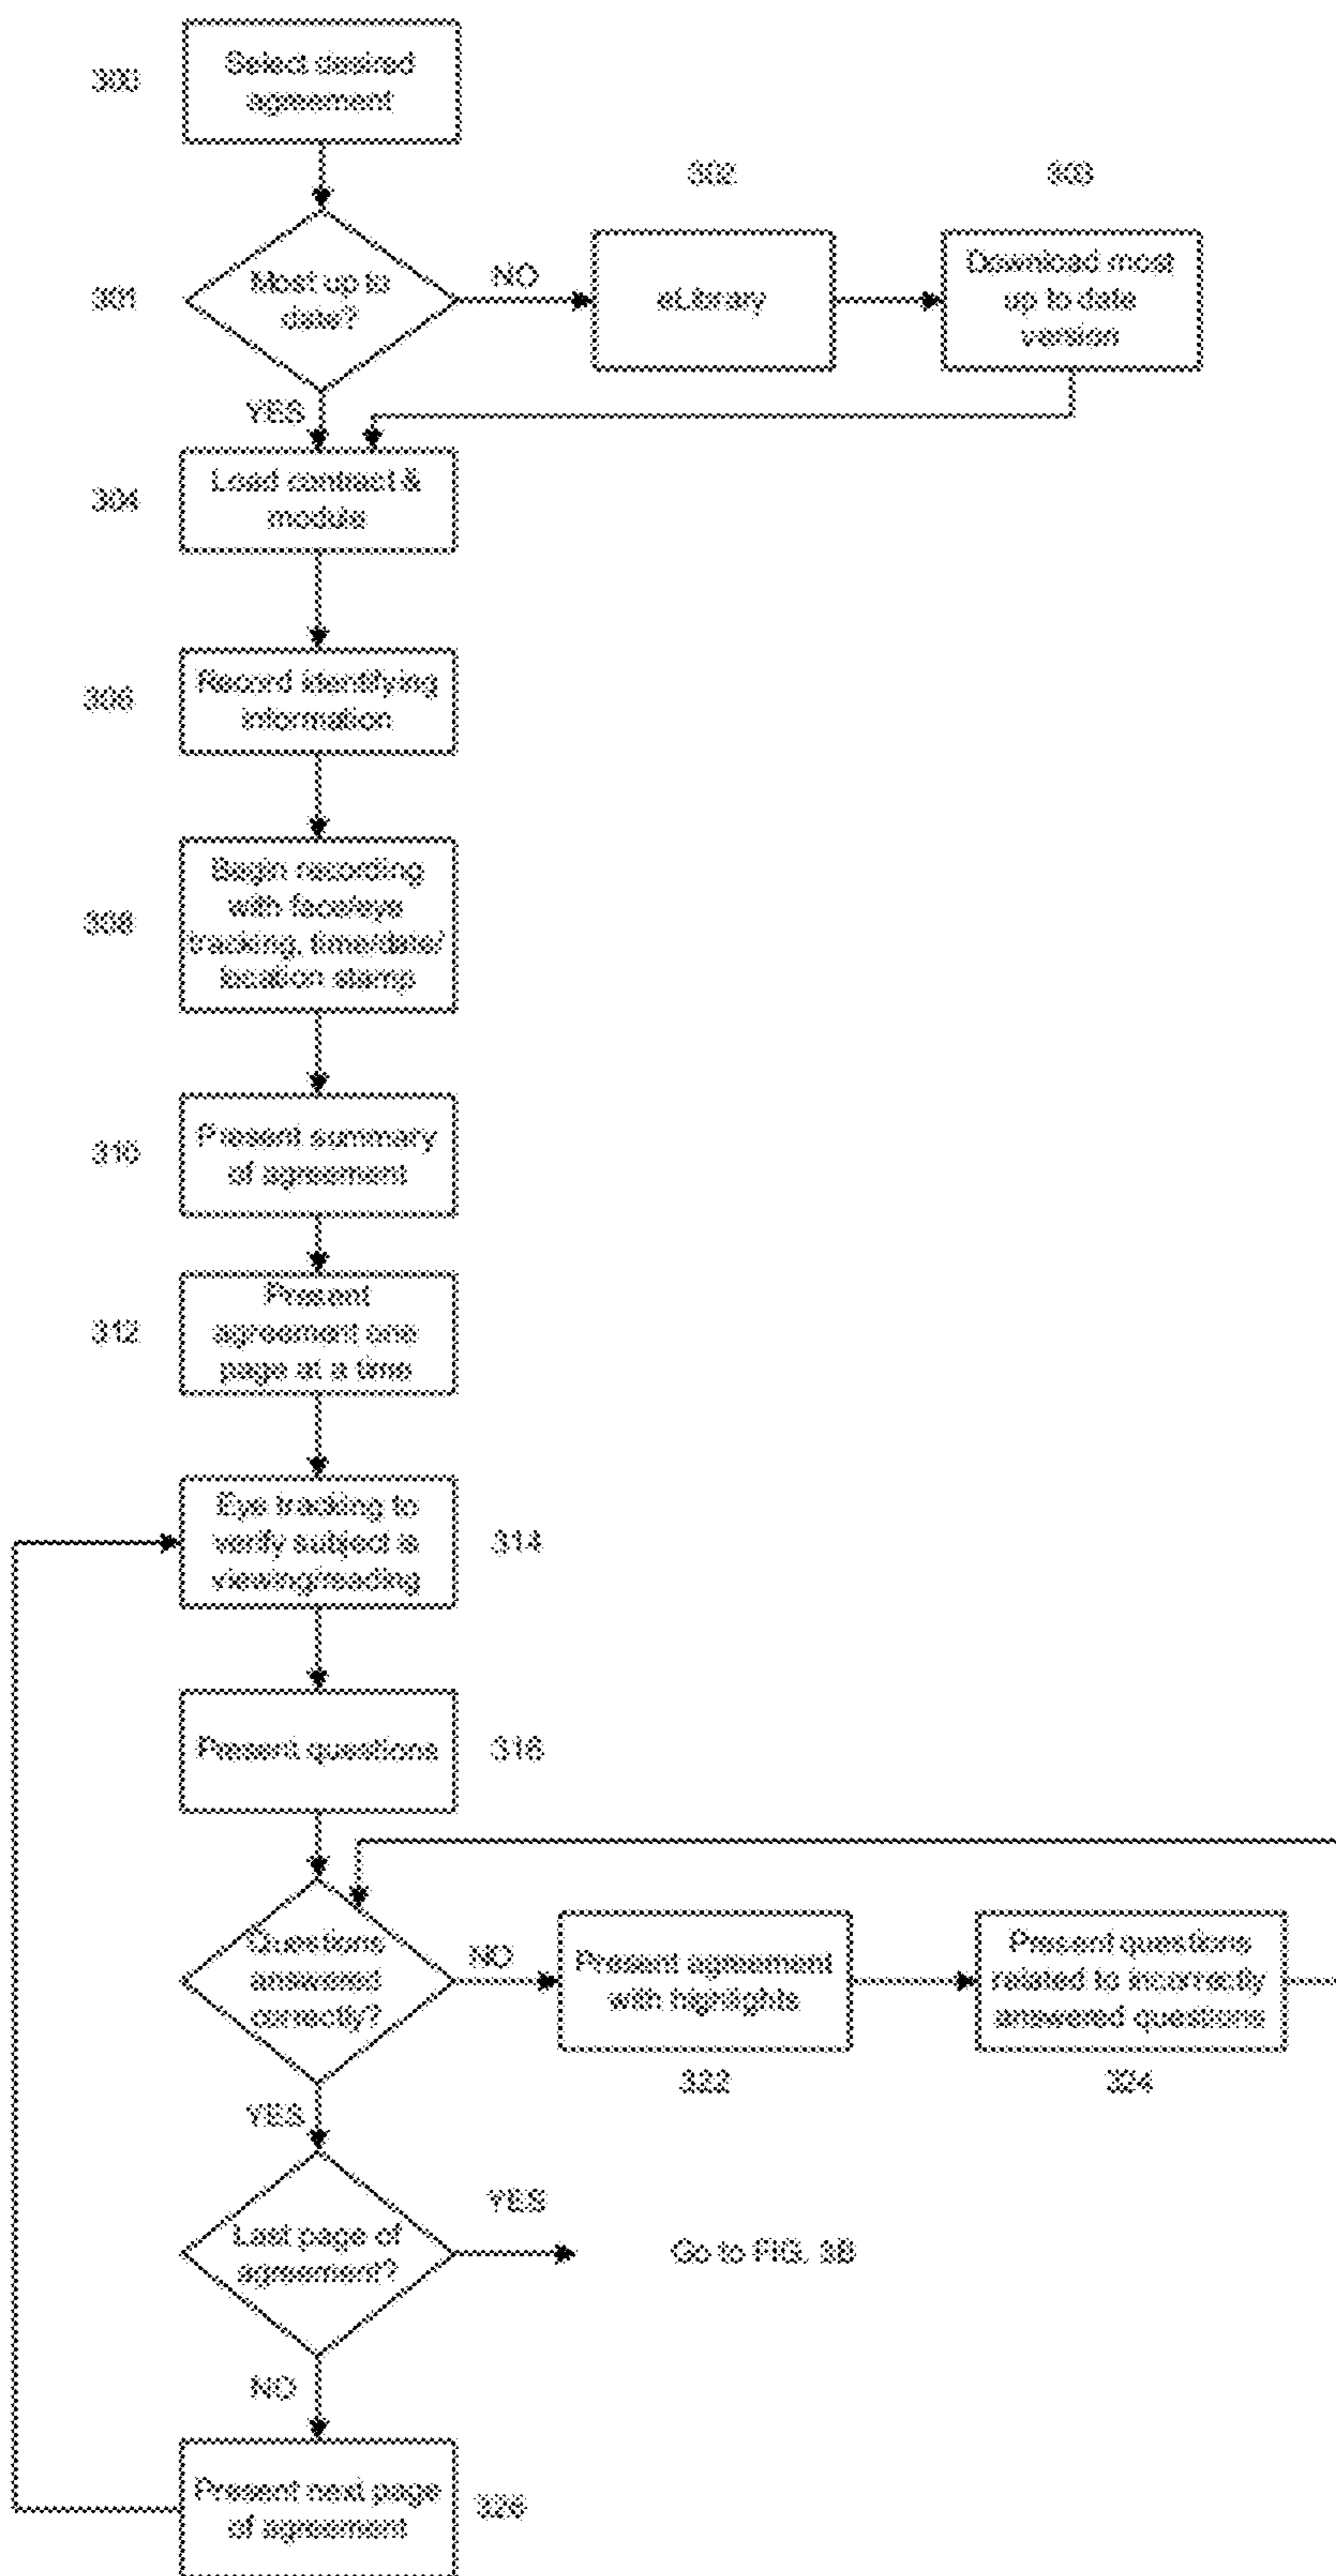 300
Select desired
agreement
302
303
301
Most up to
date?
NO
eLibrary
Download most
up to date
version
YES
304
Load contract &
module
306
Record identifying
information
308
Begin recording
with face/eye
tracking, time/date/
location stamp
310
Present summary
of agreement
312
Present
agreement one
page at a time
Eye tracking to
verify subject is
viewing/reading
314
Present questions
316
Questions
answered
correctly?
NO
Present agreement
with highlights
322
Present questions
related to incorrectly
answered questions
324
YES
Last page of
agreement?
YES
Go to FIG. 3B
NO
Present next page
of agreement